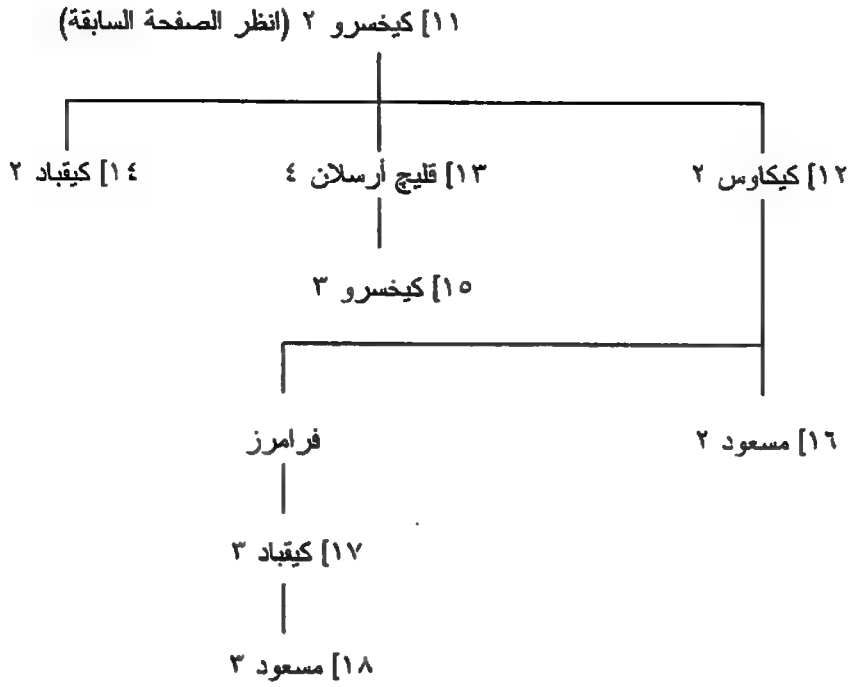 ١١] كيخسرو ٢ (انظر الصفحة السابقة)
١٢] كيكاوس ٢
١٣] قليچ أرسلان ٤
١٤] كيقباد ٢
١٥] كيخسرو ٣
١٦] مسعود ٢
فرامرز
١٧] كيقباد ٣
١٨] مسعود ٣